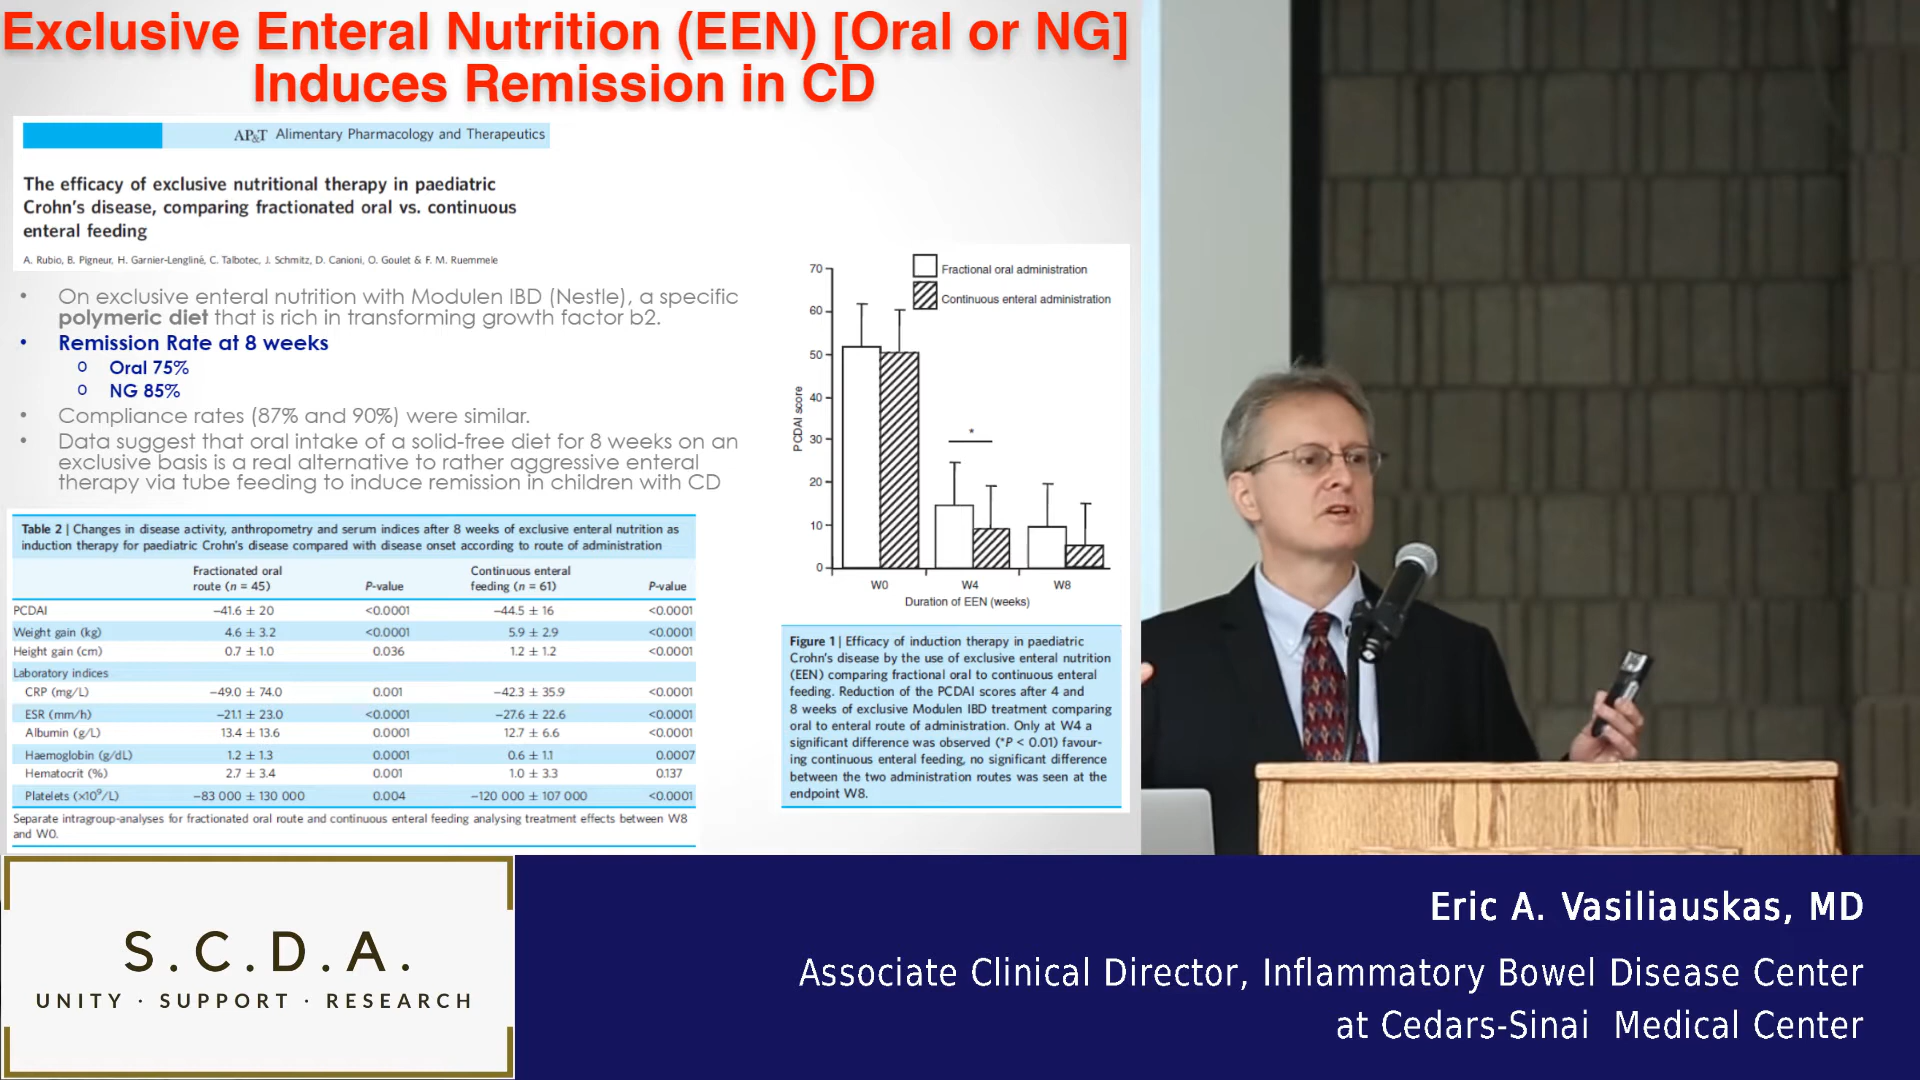 Exclusive Enteral Nutrition (EEN) [Oral or NG]
Induces Remission in CD
AP&T Alimentary Pharmacology and Therapeutics
The efficacy of exclusive nutritional therapy in paediatric
Crohn's disease, comparing fractionated oral vs. continuous
enteral feeding
A. Rubio, B. Pigneur, H. Garnier-Lengliné, C. Talbotec, J. Schmitz, D. Canioni, O. Goulet & F. M. Ruemmele
• On exclusive enteral nutrition with Modulen IBD (Nestle), a specific
polymeric diet that is rich in transforming growth factor b2.
• Remission Rate at 8 weeks
o Oral 75%
o NG 85%
• Compliance rates (87% and 90%) were similar.
• Data suggest that oral intake of a solid-free diet for 8 weeks on an
exclusive basis is a real alternative to rather aggressive enteral
therapy via tube feeding to induce remission in children with CD
Table 2 | Changes in disease activity, anthropometry and serum indices after 8 weeks of exclusive enteral nutrition as
induction therapy for paediatric Crohn's disease compared with disease onset according to route of administration
Fractionated oral Continuous enteral
route (n = 45) P-value feeding (n = 61) P-value
PCDAI −41.6 ± 20 <0.0001 −44.5 ± 16 <0.0001
Weight gain (kg) 4.6 ± 3.2 <0.0001 5.9 ± 2.9 <0.0001
Height gain (cm) 0.7 ± 1.0 0.036 1.2 ± 1.2 <0.0001
Laboratory indices
CRP (mg/L) −49.0 ± 74.0 0.001 −42.3 ± 35.9 <0.0001
ESR (mm/h) −21.1 ± 23.0 <0.0001 −27.6 ± 22.6 <0.0001
Albumin (g/L) 13.4 ± 13.6 0.0001 12.7 ± 6.6 <0.0001
Haemoglobin (g/dL) 1.2 ± 1.3 0.0001 0.6 ± 1.1 0.0007
Hematocrit (%) 2.7 ± 3.4 0.001 1.0 ± 3.3 0.137
Platelets (×10⁹/L) −83 000 ± 130 000 0.004 −120 000 ± 107 000 <0.0001
Separate intragroup-analyses for fractionated oral route and continuous enteral feeding analysing treatment effects between W8
and W0.
Fractional oral administration
Continuous enteral administration
70
60
50
40
30
20
10
0
PCDAI score
*
W0 W4 W8
Duration of EEN (weeks)
Figure 1 | Efficacy of induction therapy in paediatric
Crohn's disease by the use of exclusive enteral nutrition
(EEN) comparing fractional oral to continuous enteral
feeding. Reduction of the PCDAI scores after 4 and
8 weeks of exclusive Modulen IBD treatment comparing
oral to enteral route of administration. Only at W4 a
significant difference was observed (*P < 0.01) favour-
ing continuous enteral feeding, no significant difference
between the two administration routes was seen at the
endpoint W8.
S.C.D.A.
UNITY · SUPPORT · RESEARCH
Eric A. Vasiliauskas, MD
Associate Clinical Director, Inflammatory Bowel Disease Center
at Cedars-Sinai Medical Center